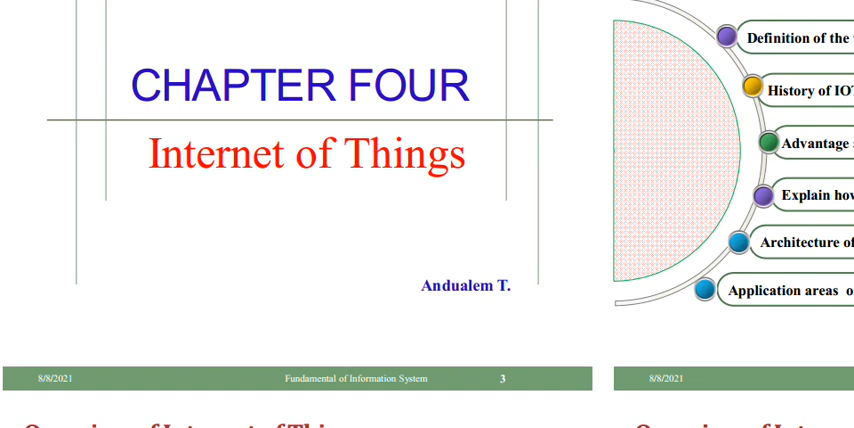 CHAPTER FOUR
Internet of Things
Andualem T.
8/8/2021 Fundamental of Information System 3
Definition of the
History of IOT
Advantage
Explain how
Architecture of
Application areas o
8/8/2021